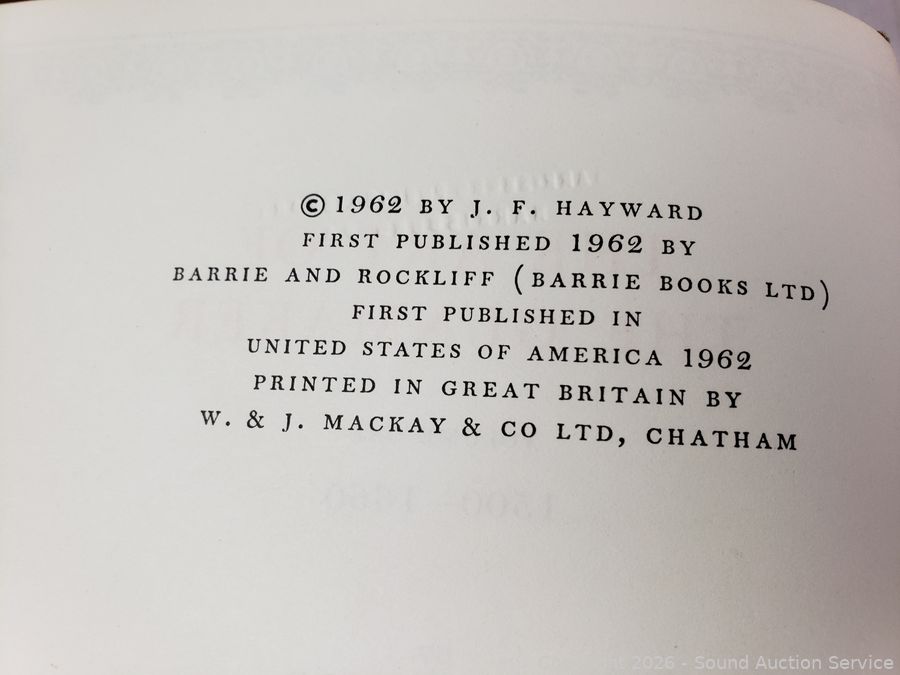 © 1962 BY J. F. HAYWARD
FIRST PUBLISHED 1962 BY
BARRIE AND ROCKLIFF (BARRIE BOOKS LTD)
FIRST PUBLISHED IN
UNITED STATES OF AMERICA 1962
PRINTED IN GREAT BRITAIN BY
W. & J. MACKAY & CO LTD, CHATHAM
2026 - Sound Auction Service